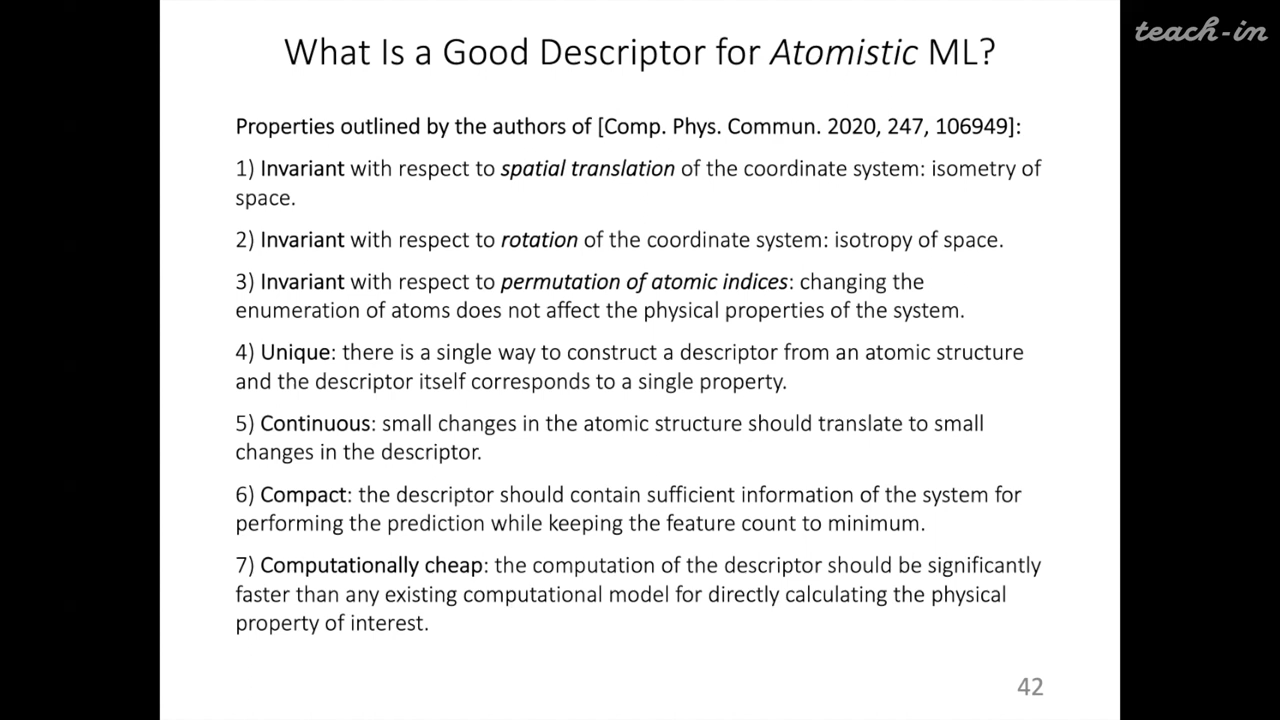 teach-in
What Is a Good Descriptor for Atomistic ML?
Properties outlined by the authors of [Comp. Phys. Commun. 2020, 247, 106949]:
1) Invariant with respect to spatial translation of the coordinate system: isometry of
space.
2) Invariant with respect to rotation of the coordinate system: isotropy of space.
3) Invariant with respect to permutation of atomic indices: changing the
enumeration of atoms does not affect the physical properties of the system.
4) Unique: there is a single way to construct a descriptor from an atomic structure
and the descriptor itself corresponds to a single property.
5) Continuous: small changes in the atomic structure should translate to small
changes in the descriptor.
6) Compact: the descriptor should contain sufficient information of the system for
performing the prediction while keeping the feature count to minimum.
7) Computationally cheap: the computation of the descriptor should be significantly
faster than any existing computational model for directly calculating the physical
property of interest.
42